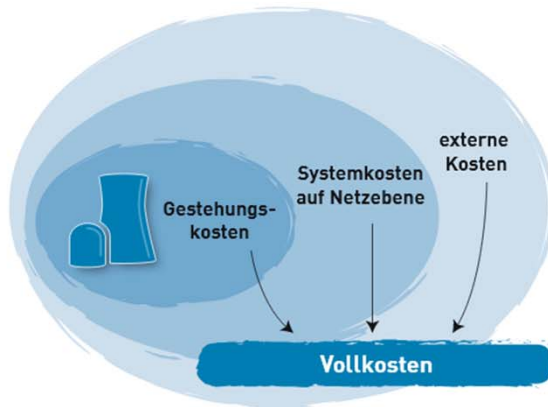 externe
Kosten
Systemkosten
auf Netzebene
Gestehungs-
kosten
Vollkosten